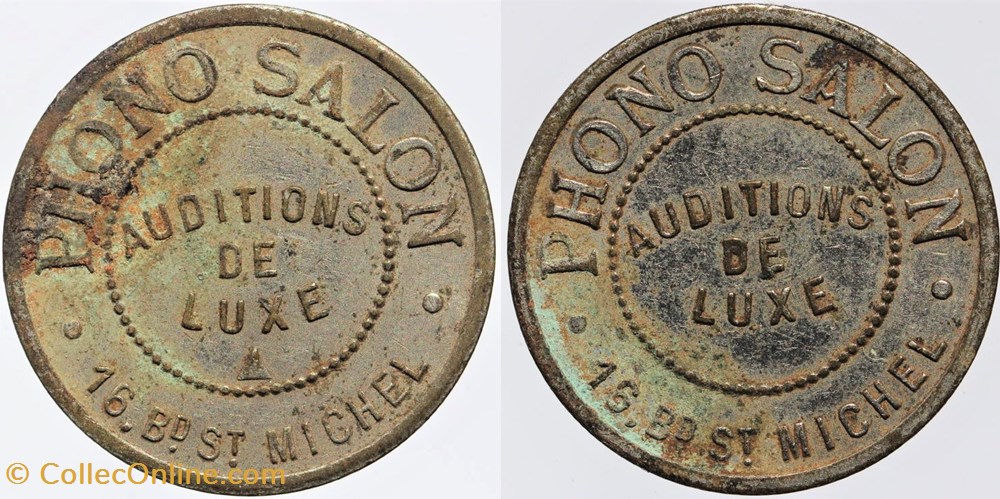 PHONO SALON
AUDITIONS
DE
LUXE
A
• 16, BD ST MICHEL •
PHONO SALON
AUDITIONS
DE
LUXE
• 16, BD ST MICHEL •
© CollecOnline.com